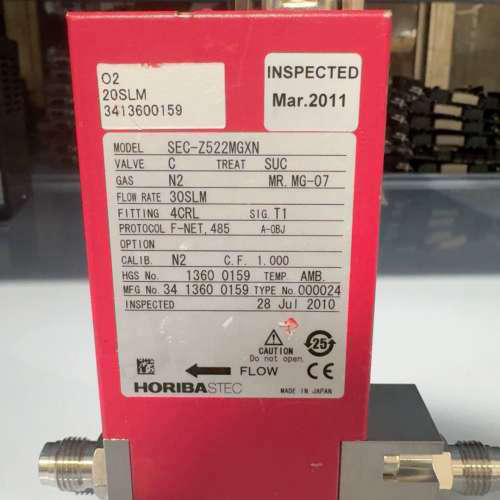 O2
20SLM
3413600159
INSPECTED
Mar.2011
MODEL SEC-Z522MGXN
VALVE C TREAT SUC
GAS N2 MR. MG-07
FLOW RATE 30SLM
FITTING 4CRL SIG. T1
PROTOCOL F-NET, 485 A-OBJ
OPTION
CALIB. N2 C.F. 1.000
HGS No. 1360 0159 TEMP. AMB.
MFG No. 34 1360 0159 TYPE No. 000024
INSPECTED 28 Jul 2010
CAUTION
Do not open.
25
FLOW
CE
HORIBASTEC
MADE IN JAPAN